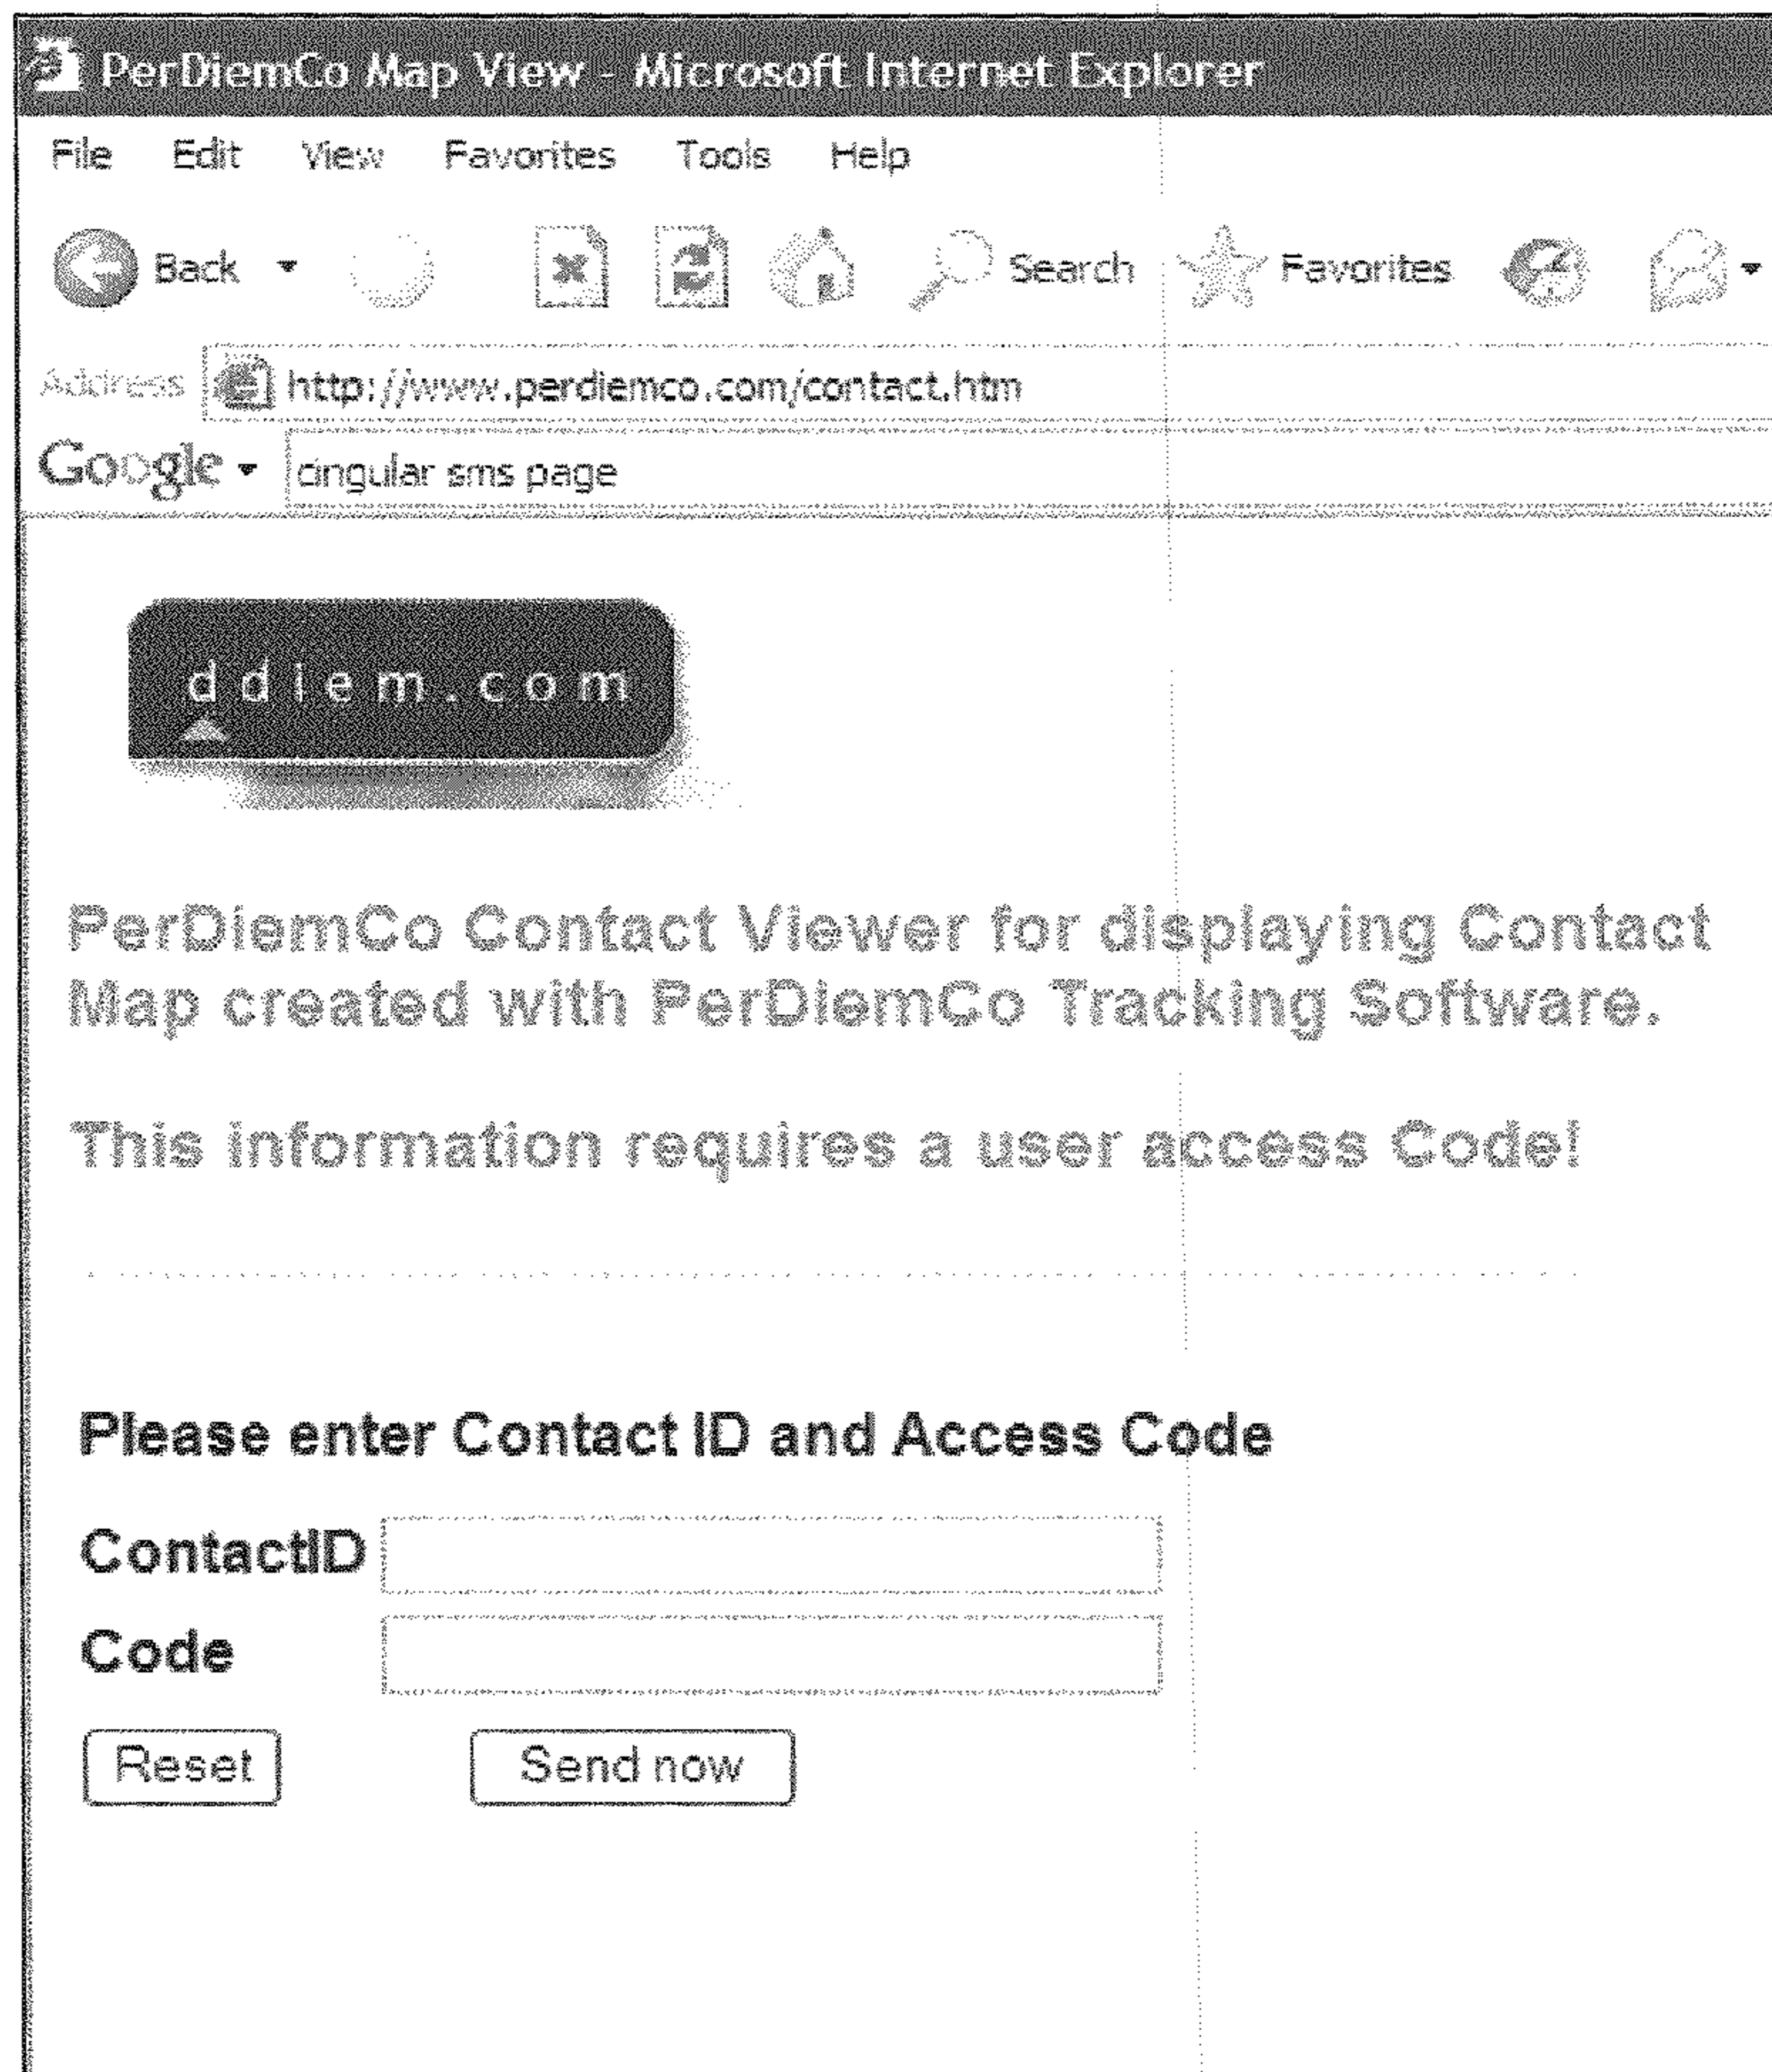 PerDiemCo Map View - Microsoft Internet Explorer
File Edit View Favorites Tools Help
Back Search Favorites
Address http://www.perdiemco.com/contact.htm
Google cingular sms page
ddiem.com
PerDiemCo Contact Viewer for displaying Contact
Map created with PerDiemCo Tracking Software.
This information requires a user access Code!
Please enter Contact ID and Access Code
ContactID
Code
Reset Send now